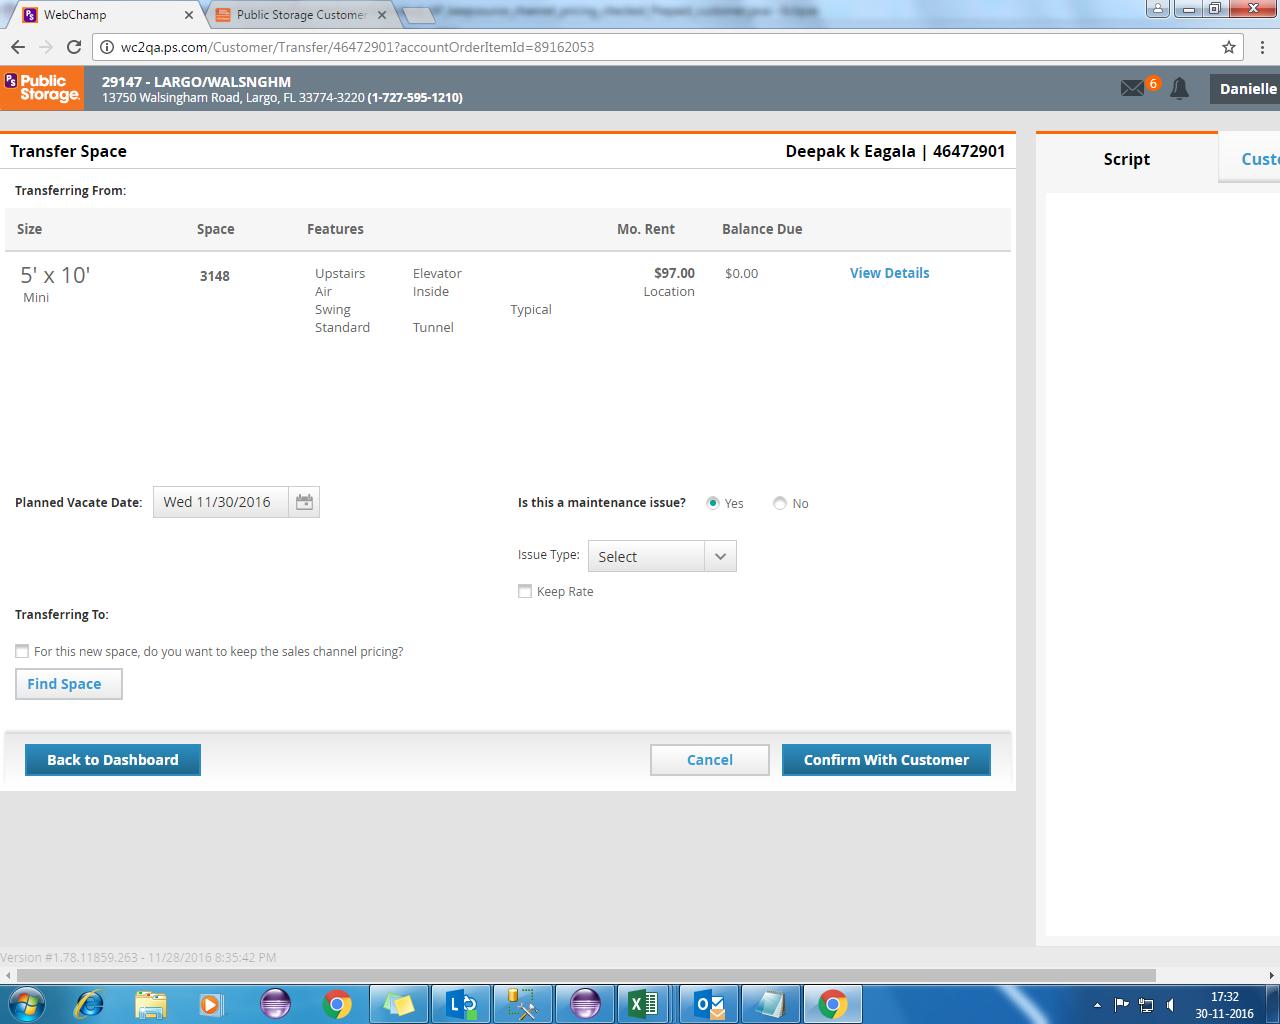 WebChamp
Public Storage Customer
wc2qa.ps.com/Customer/Transfer/46472901?accountOrderItemId=89162053
PS Public Storage.
29147 - LARGO/WALSNGHM
13750 Walsingham Road, Largo, FL 33774-3220 (1-727-595-1210)
6
Danielle
Transfer Space
Deepak k Eagala | 46472901
Script
Custo
Transferring From:
Size Space Features Mo. Rent Balance Due
5' x 10' 3148 Upstairs Elevator $97.00 $0.00 View Details
Mini Air Inside Location
Swing Typical
Standard Tunnel
Planned Vacate Date: Wed 11/30/2016
Is this a maintenance issue? Yes No
Issue Type: Select
Keep Rate
Transferring To:
For this new space, do you want to keep the sales channel pricing?
Find Space
Back to Dashboard Cancel Confirm With Customer
Version #1.78.11859.263 - 11/28/2016 8:35:42 PM
17:32
30-11-2016